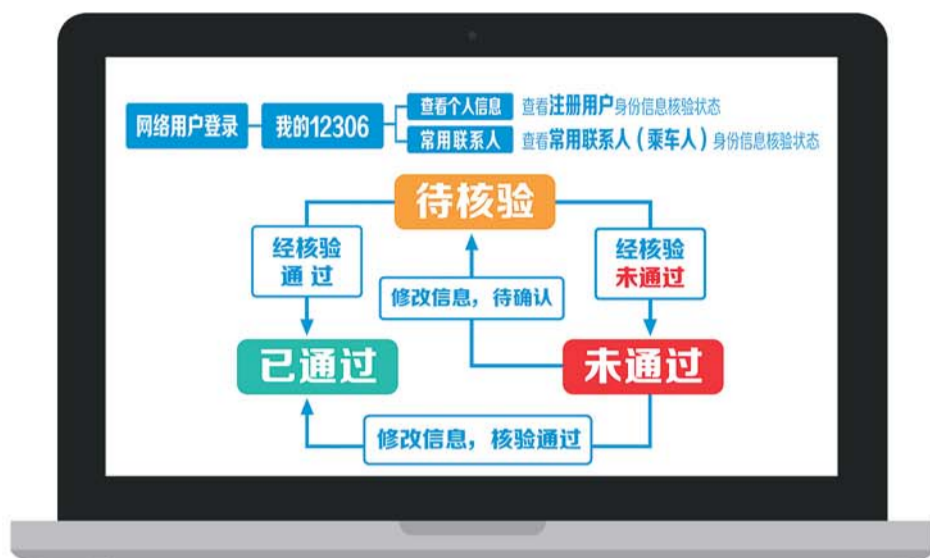 网络用户登录
我的12306
查看个人信息
查看注册用户身份信息核验状态
常用联系人
查看常用联系人（乘车人）身份信息核验状态
待核验
经核验
通过
经核验
未通过
修改信息，待确认
已通过
未通过
修改信息，核验通过